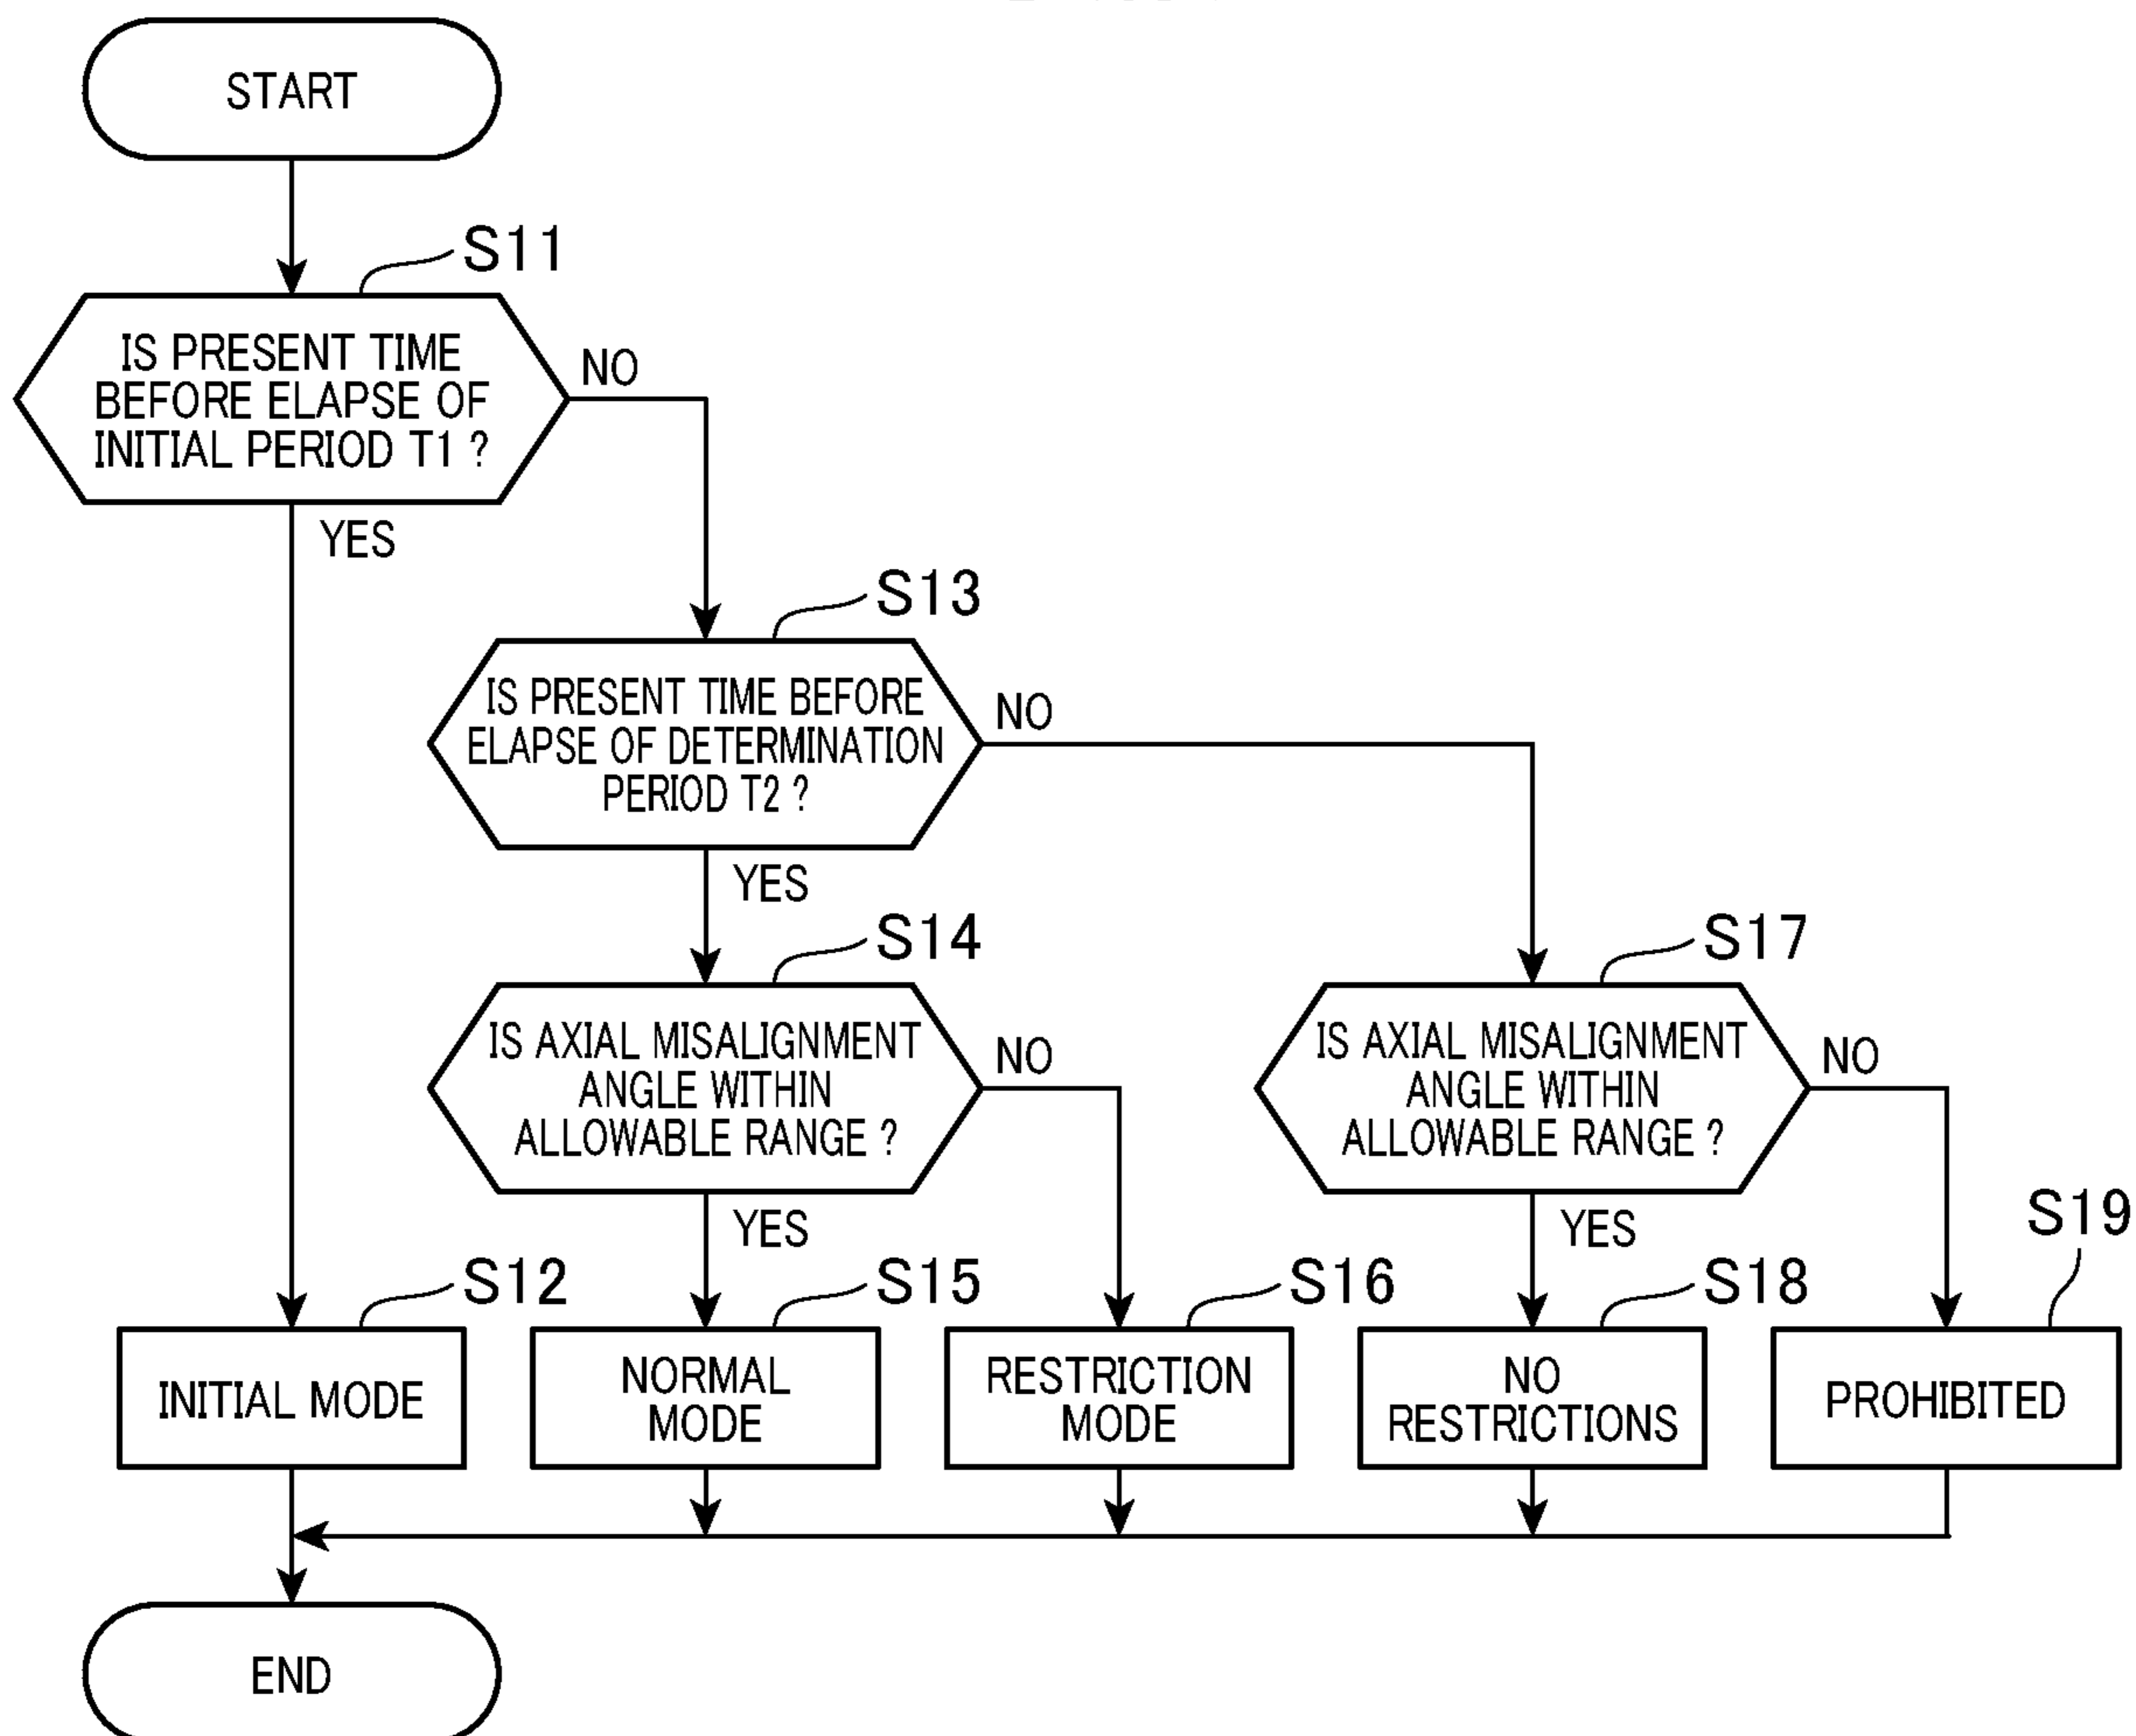 START
S11
IS PRESENT TIME
BEFORE ELAPSE OF
INITIAL PERIOD T1 ?
NO
YES
S13
IS PRESENT TIME BEFORE
ELAPSE OF DETERMINATION
PERIOD T2 ?
NO
YES
S14
IS AXIAL MISALIGNMENT
ANGLE WITHIN
ALLOWABLE RANGE ?
NO
YES
S17
IS AXIAL MISALIGNMENT
ANGLE WITHIN
ALLOWABLE RANGE ?
NO
YES
S12
INITIAL MODE
S15
NORMAL
MODE
S16
RESTRICTION
MODE
S18
NO
RESTRICTIONS
S19
PROHIBITED
END